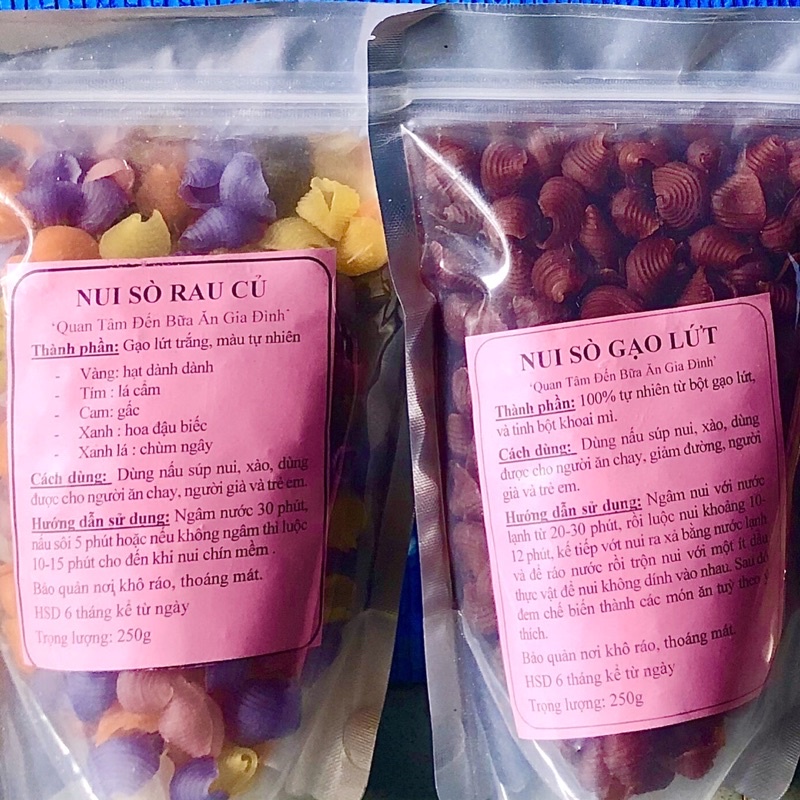 NUI SÒ RAU CỦ
'Quan Tâm Đến Bữa Ăn Gia Đình'
Thành phần: Gạo lứt trắng, màu tự nhiên
- Vàng: hạt dành dành
- Tím : lá cẩm
- Cam: gấc
- Xanh : hoa đậu biếc
- Xanh lá : chùm ngây
Cách dùng: Dùng nấu súp nui, xào, dùng
được cho người ăn chay, người già và trẻ em.
Hướng dẫn sử dụng: Ngâm nước 30 phút,
nấu sôi 5 phút hoặc nếu không ngâm thì luộc
10-15 phút cho đến khi nui chín mềm .
Bảo quản nơi khô ráo, thoáng mát.
HSD 6 tháng kể từ ngày
Trọng lượng: 250g
NUI SÒ GẠO LỨT
'Quan Tâm Đến Bữa Ăn Gia Đình'
Thành phần: 100% tự nhiên từ bột gạo lứt,
và tinh bột khoai mì.
Cách dùng: Dùng nấu súp nui, xào, dùng
được cho người ăn chay, giảm đường, người
già và trẻ em.
Hướng dẫn sử dụng: Ngâm nui với nước
lạnh từ 20-30 phút, rồi luộc nui khoảng 10-
12 phút, kế tiếp vớt nui ra xả bằng nước lạnh
và để ráo nước rồi trộn nui với một ít dầu
thực vật để nui không dính vào nhau. Sau đó
đem chế biến thành các món ăn tuỳ theo ý
thích.
Bảo quản nơi khô ráo, thoáng mát.
HSD 6 tháng kể từ ngày
Trọng lượng: 250g